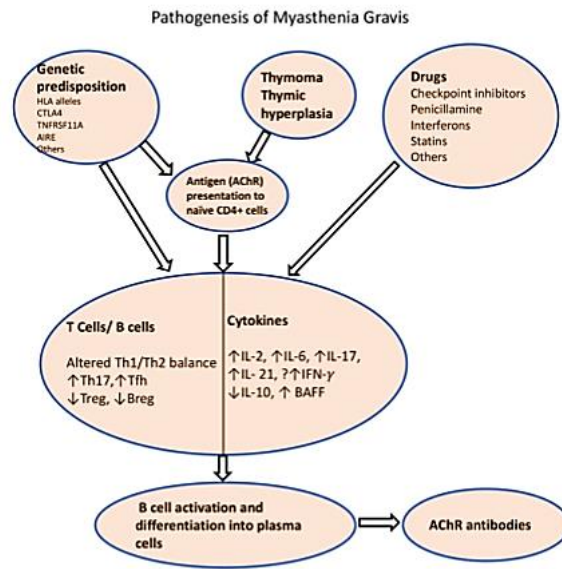 Pathogenesis of Myasthenia Gravis
Genetic
predisposition
HLA alleles
CTLA4
TNFRSF11A
AIRE
Others
Thymoma
Thymic
hyperplasia
Drugs
Checkpoint inhibitors
Penicillamine
Interferons
Statins
Others
Antigen (AChR)
presentation to
naïve CD4+ cells
T Cells/ B cells
Altered Th1/Th2 balance
↑Th17,↑Tfh
↓Treg, ↓Breg
Cytokines
↑IL-2, ↑IL-6, ↑IL-17,
↑IL- 21, ?↑IFN-γ
↓IL-10, ↑ BAFF
B cell activation and
differentiation into plasma
cells
AChR antibodies